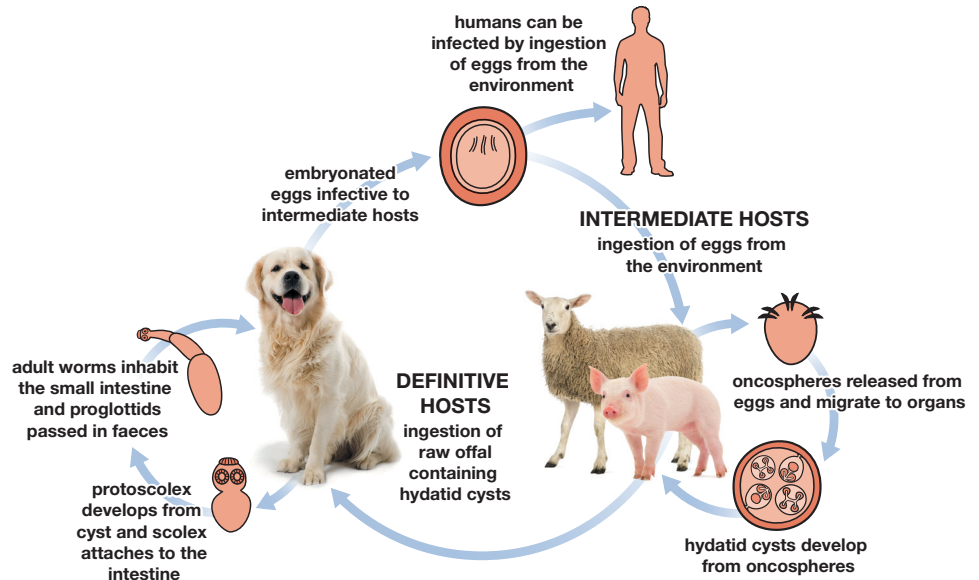 humans can be
infected by ingestion
of eggs from the
environment
embryonated
eggs infective to
intermediate hosts
INTERMEDIATE HOSTS
ingestion of eggs from
the environment
oncospheres released from
eggs and migrate to organs
hydatid cysts develop
from oncospheres
DEFINITIVE
HOSTS
ingestion of
raw offal
containing
hydatid cysts
protoscolex
develops from
cyst and scolex
attaches to the
intestine
adult worms inhabit
the small intestine
and proglottids
passed in faeces